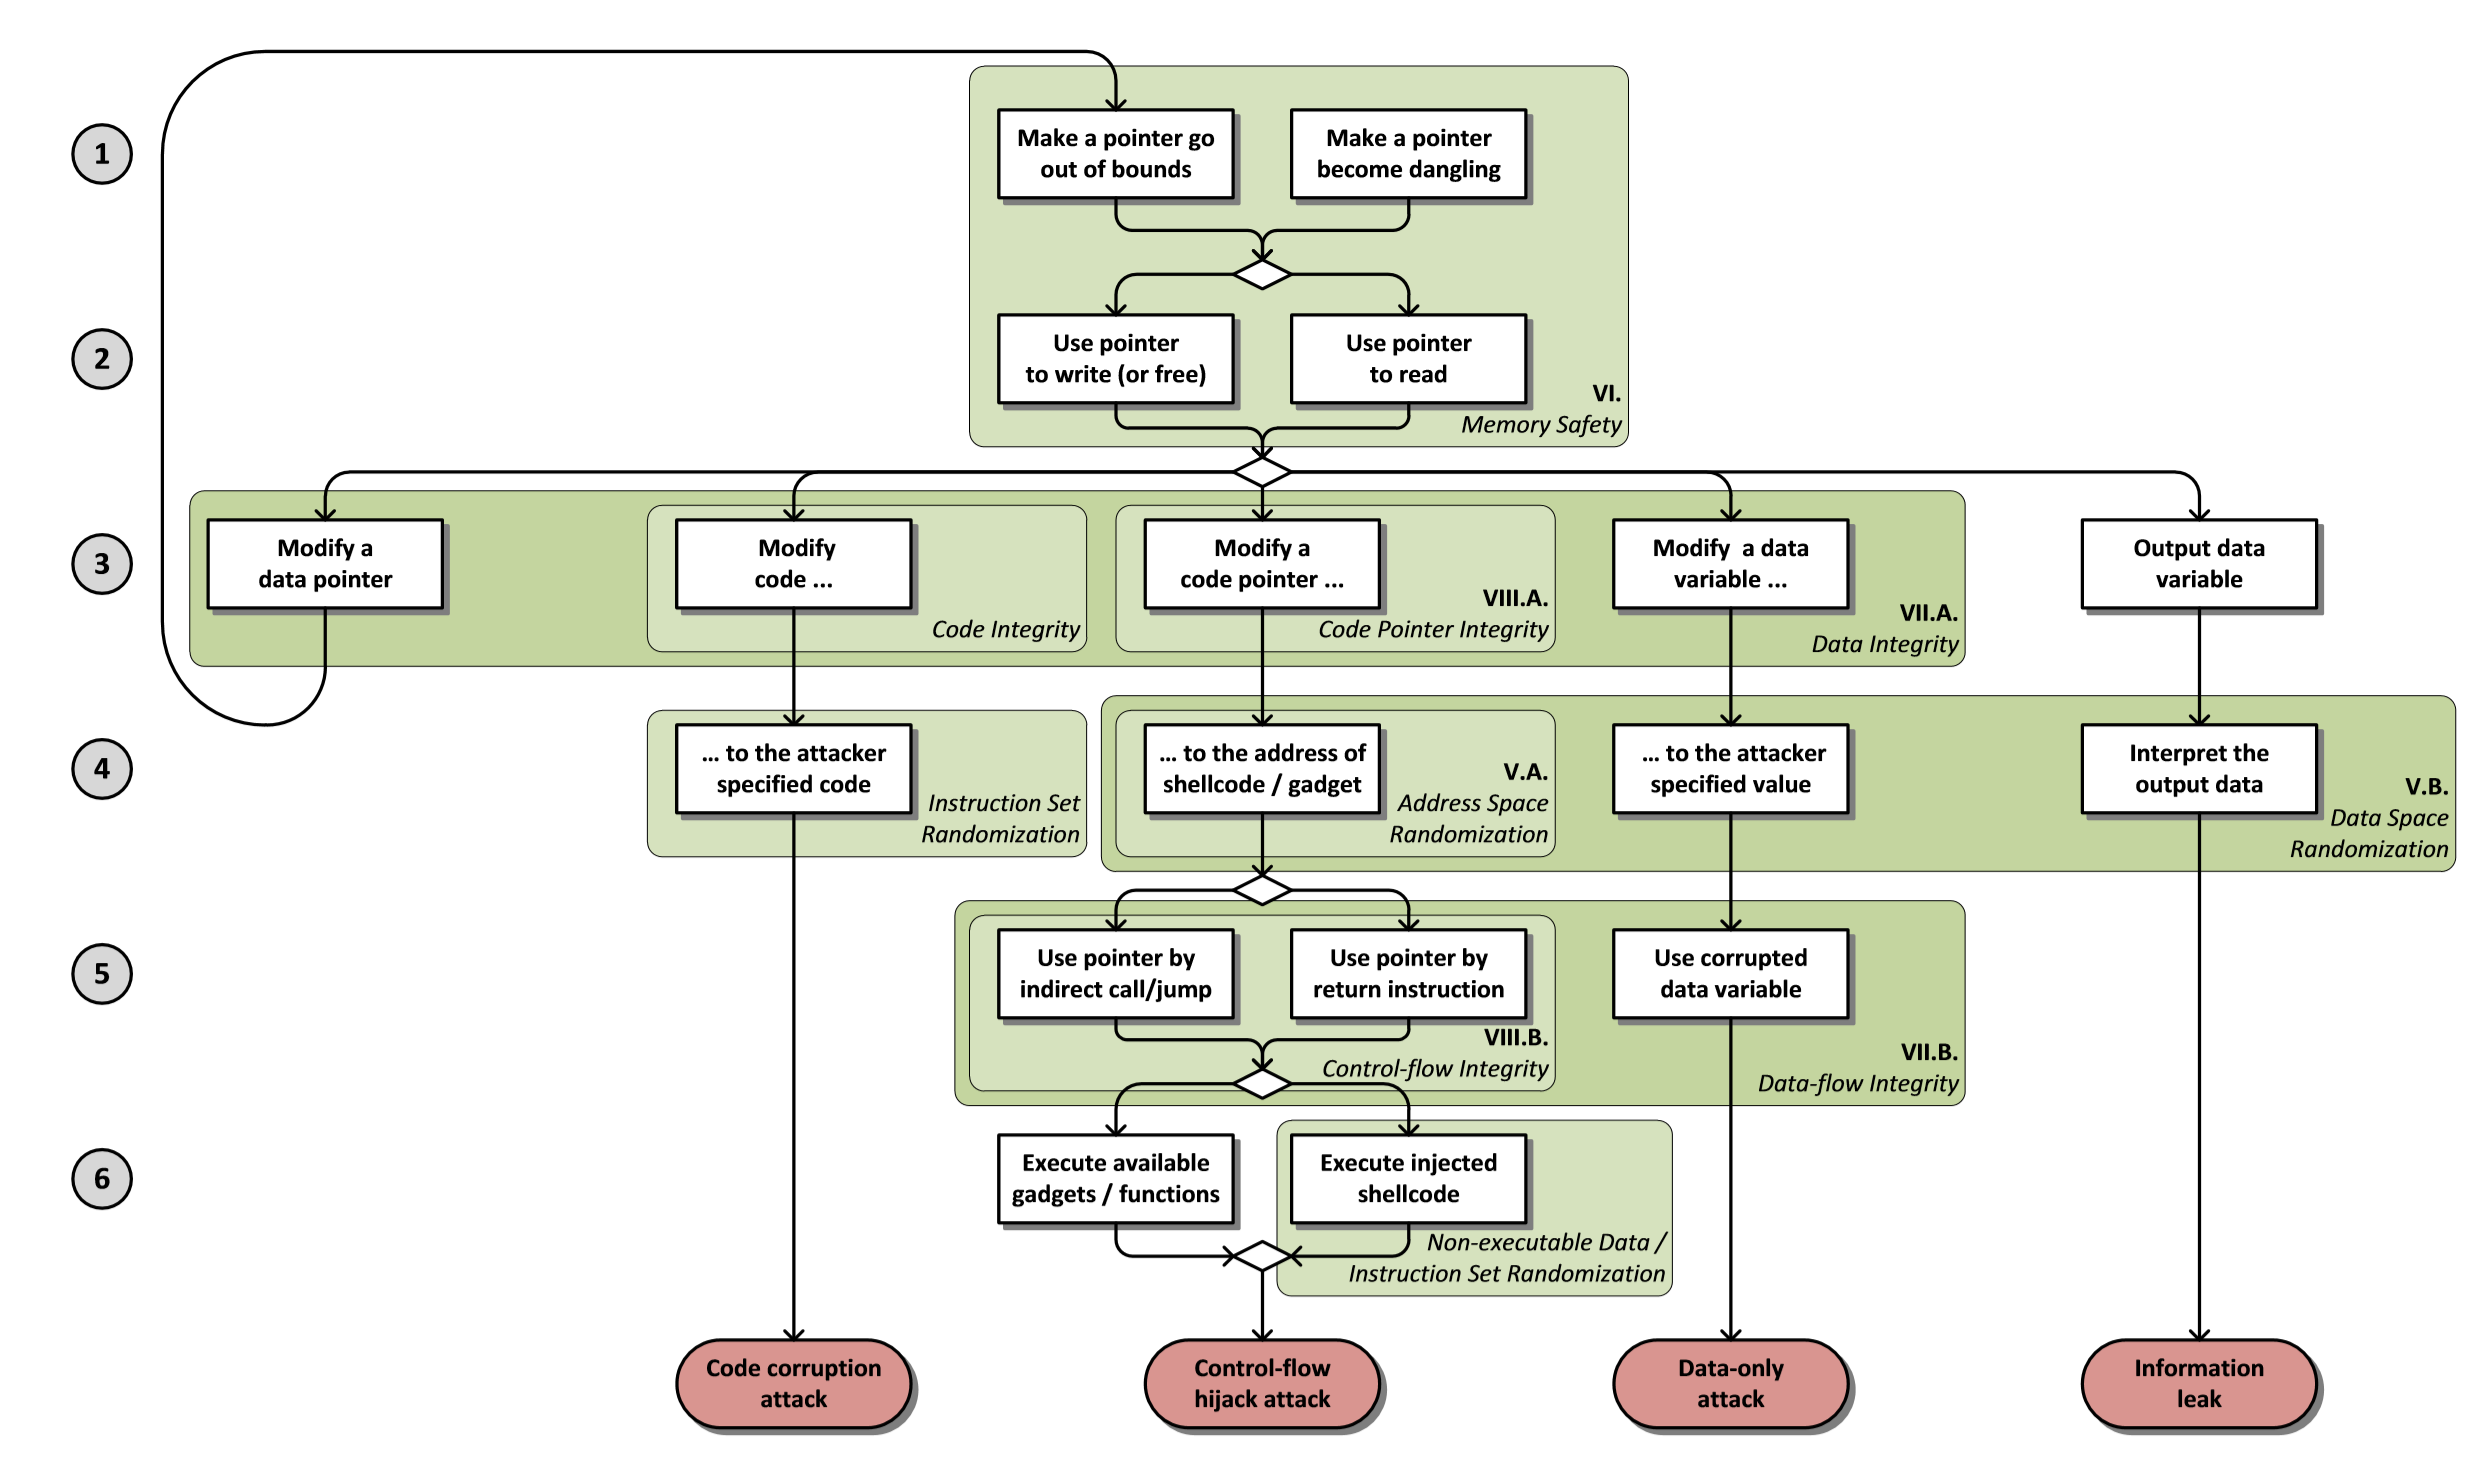 1
Make a pointer go
out of bounds
Make a pointer
become dangling
2
Use pointer
to write (or free)
Use pointer
to read
VI.
Memory Safety
3
Modify a
data pointer
Modify
code ...
Code Integrity
Modify a
code pointer ...
VIII.A.
Code Pointer Integrity
Modify a data
variable ...
VII.A.
Data Integrity
Output data
variable
4
... to the attacker
specified code
Instruction Set
Randomization
... to the address of
shellcode / gadget
V.A.
Address Space
Randomization
... to the attacker
specified value
Interpret the
output data
V.B.
Data Space
Randomization
5
Use pointer by
indirect call/jump
Use pointer by
return instruction
VIII.B.
Control-flow Integrity
Use corrupted
data variable
VII.B.
Data-flow Integrity
6
Execute available
gadgets / functions
Execute injected
shellcode
Non-executable Data /
Instruction Set Randomization
Code corruption
attack
Control-flow
hijack attack
Data-only
attack
Information
leak